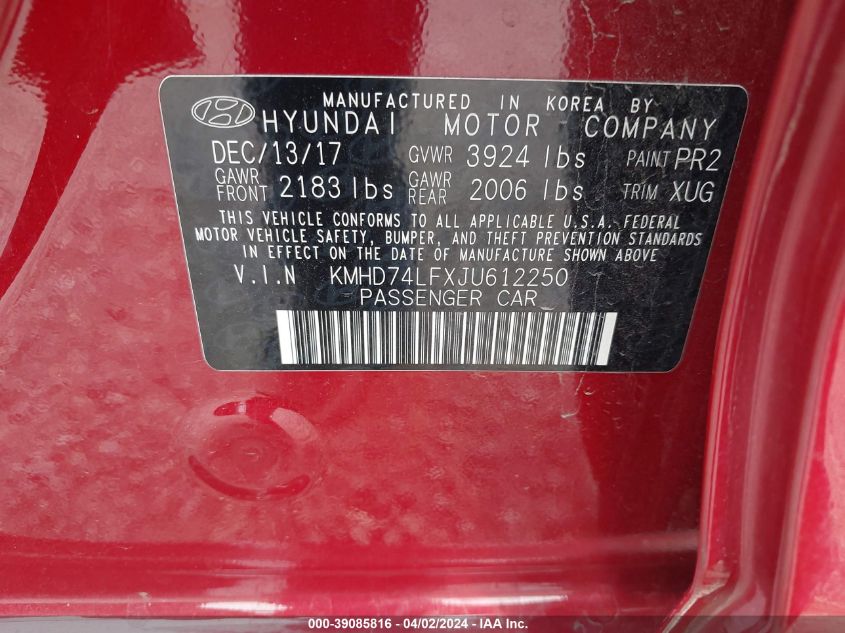 MANUFACTURED IN KOREA BY
HYUNDAI MOTOR COMPANY
DEC/13/17 GVWR 3924 lbs PAINT PR2
GAWR FRONT 2183 lbs GAWR REAR 2006 lbs TRIM XUG
THIS VEHICLE CONFORMS TO ALL APPLICABLE U.S.A. FEDERAL
MOTOR VEHICLE SAFETY, BUMPER, AND THEFT PREVENTION STANDARDS
IN EFFECT ON THE DATE OF MANUFACTURE SHOWN ABOVE
V.I.N KMHD74LFXJU612250
PASSENGER CAR
000-39085816 - 04/02/2024 - IAAI.COM